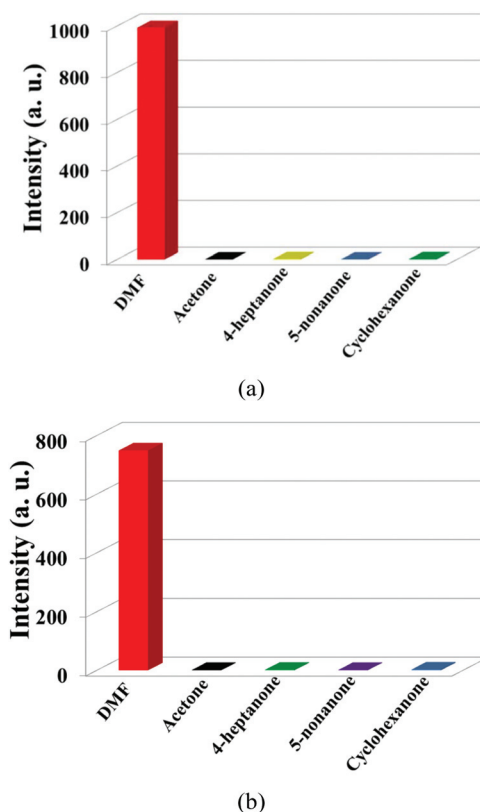 1000
800
600
400
200
0
Intensity (a. u.)
DMF
Acetone
4-heptanone
5-nonanone
Cyclohexanone
(a)
800
600
400
200
0
Intensity (a. u.)
DMF
Acetone
4-heptanone
5-nonanone
Cyclohexanone
(b)